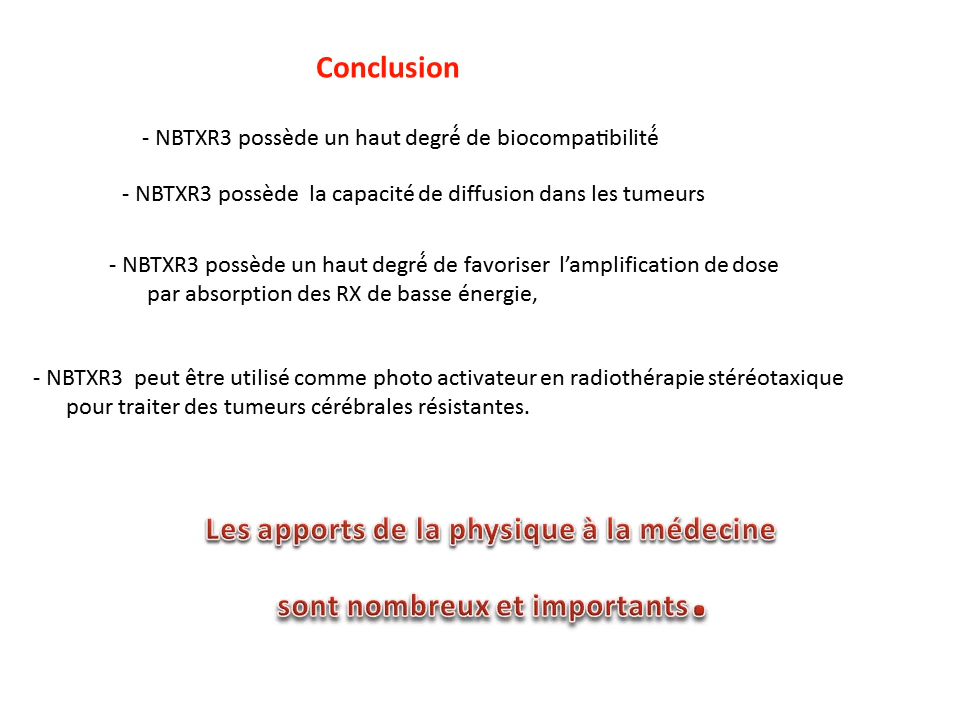 Conclusion
- NBTXR3 possède un haut degré́ de biocompatibilité́
- NBTXR3 possède la capacité de diffusion dans les tumeurs
- NBTXR3 possède un haut degré́ de favoriser l’amplification de dose
par absorption des RX de basse énergie,
- NBTXR3 peut être utilisé comme photo activateur en radiothérapie stéréotaxique
pour traiter des tumeurs cérébrales résistantes.
Les apports de la physique à la médecine
sont nombreux et importants.